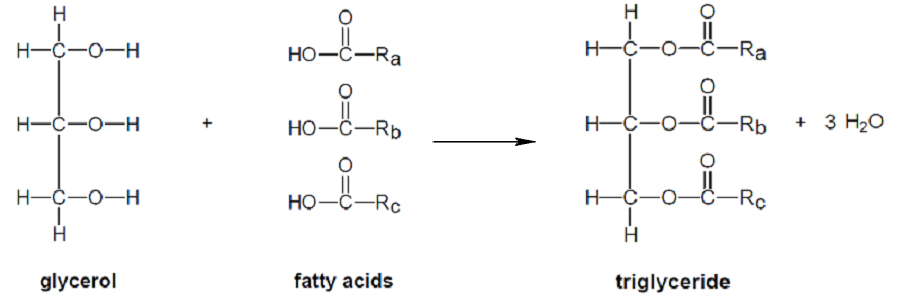 H H O
H–C–O–H HO–C–Ra H–C–O–C–Ra
O O
H–C–O–H + HO–C–Rb H–C–O–C–Rb + 3 H₂O
O O
H–C–O–H HO–C–Rc H–C–O–C–Rc
H H
O
glycerol fatty acids triglyceride